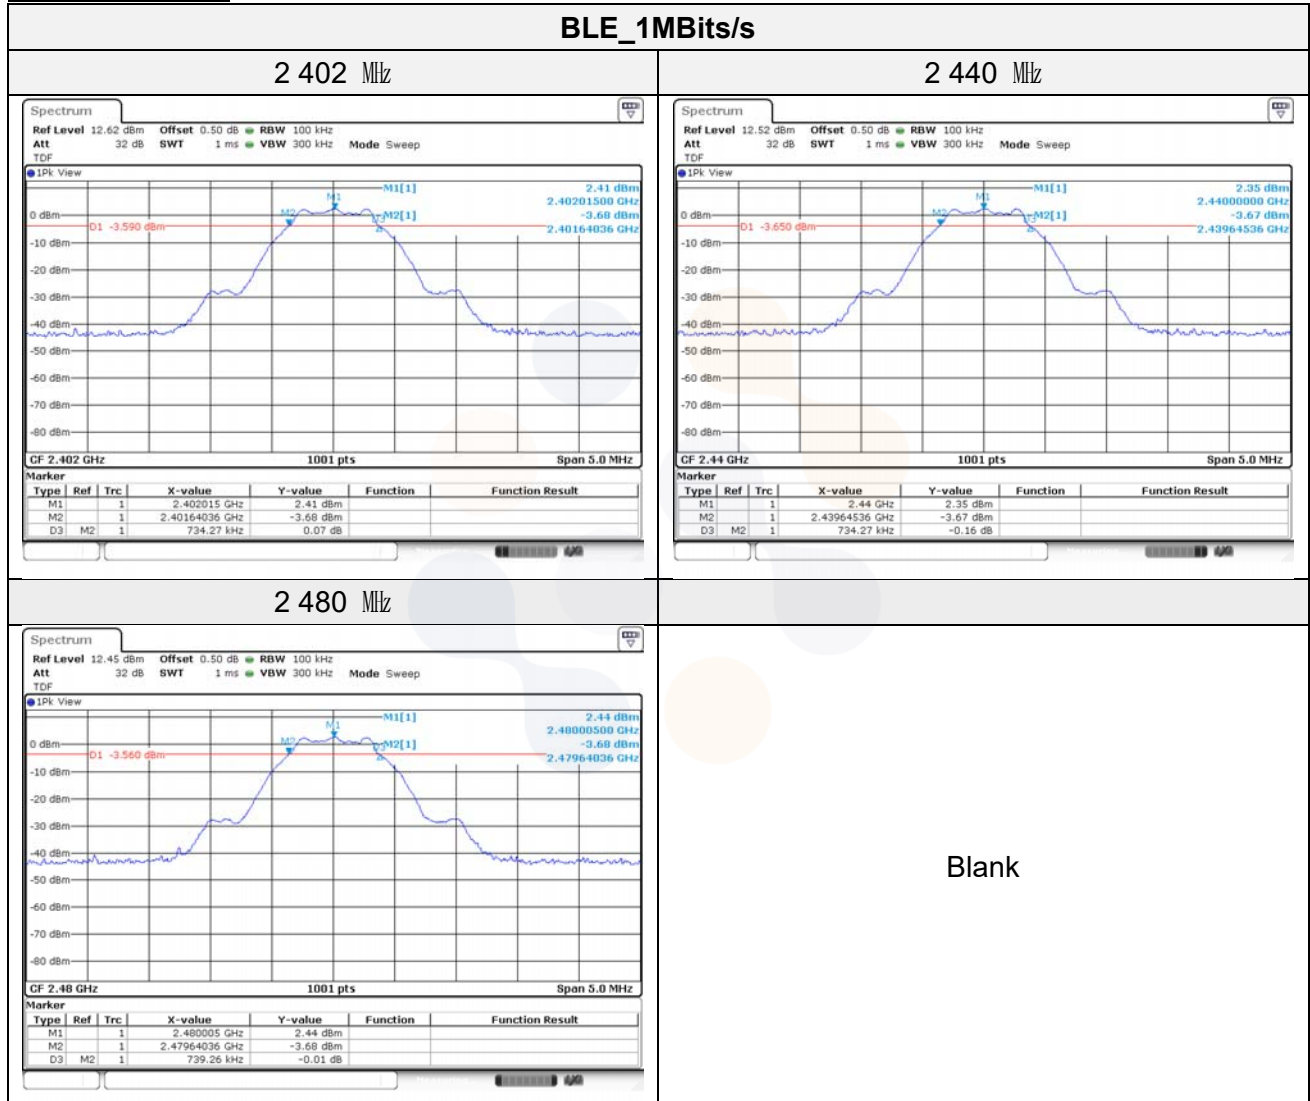 BLE_1MBits/s
2 402 ㎒
2 440 ㎒
Spectrum
Ref Level 12.62 dBm Offset 0.50 dB RBW 100 kHz
Att 32 dB SWT 1 ms VBW 300 kHz Mode Sweep
TDF
1Pk View
M1[1] 2.41 dBm
2.40201500 GHz
M1
M2
M2[1] -3.68 dBm
2.40164036 GHz
D3
D1 -3.590 dBm
0 dBm
-10 dBm
-20 dBm
-30 dBm
-40 dBm
-50 dBm
-60 dBm
-70 dBm
-80 dBm
CF 2.402 GHz 1001 pts Span 5.0 MHz
Marker
Type Ref Trc X-value Y-value Function Function Result
M1 1 2.402015 GHz 2.41 dBm
M2 1 2.40164036 GHz -3.68 dBm
D3 M2 1 734.27 kHz 0.07 dB
Spectrum
Ref Level 12.52 dBm Offset 0.50 dB RBW 100 kHz
Att 32 dB SWT 1 ms VBW 300 kHz Mode Sweep
TDF
1Pk View
M1[1] 2.35 dBm
2.44000000 GHz
M1
M2
M2[1] -3.67 dBm
2.43964536 GHz
D3
D1 -3.650 dBm
0 dBm
-10 dBm
-20 dBm
-30 dBm
-40 dBm
-50 dBm
-60 dBm
-70 dBm
-80 dBm
CF 2.44 GHz 1001 pts Span 5.0 MHz
Marker
Type Ref Trc X-value Y-value Function Function Result
M1 1 2.44 GHz 2.35 dBm
M2 1 2.43964536 GHz -3.67 dBm
D3 M2 1 734.27 kHz -0.16 dB
2 480 ㎒
Spectrum
Ref Level 12.45 dBm Offset 0.50 dB RBW 100 kHz
Att 32 dB SWT 1 ms VBW 300 kHz Mode Sweep
TDF
1Pk View
M1[1] 2.44 dBm
2.48000500 GHz
M1
M2
M2[1] -3.68 dBm
2.47964036 GHz
D3
D1 -3.560 dBm
0 dBm
-10 dBm
-20 dBm
-30 dBm
-40 dBm
-50 dBm
-60 dBm
-70 dBm
-80 dBm
CF 2.48 GHz 1001 pts Span 5.0 MHz
Marker
Type Ref Trc X-value Y-value Function Function Result
M1 1 2.480005 GHz 2.44 dBm
M2 1 2.47964036 GHz -3.68 dBm
D3 M2 1 739.26 kHz -0.01 dB
Blank